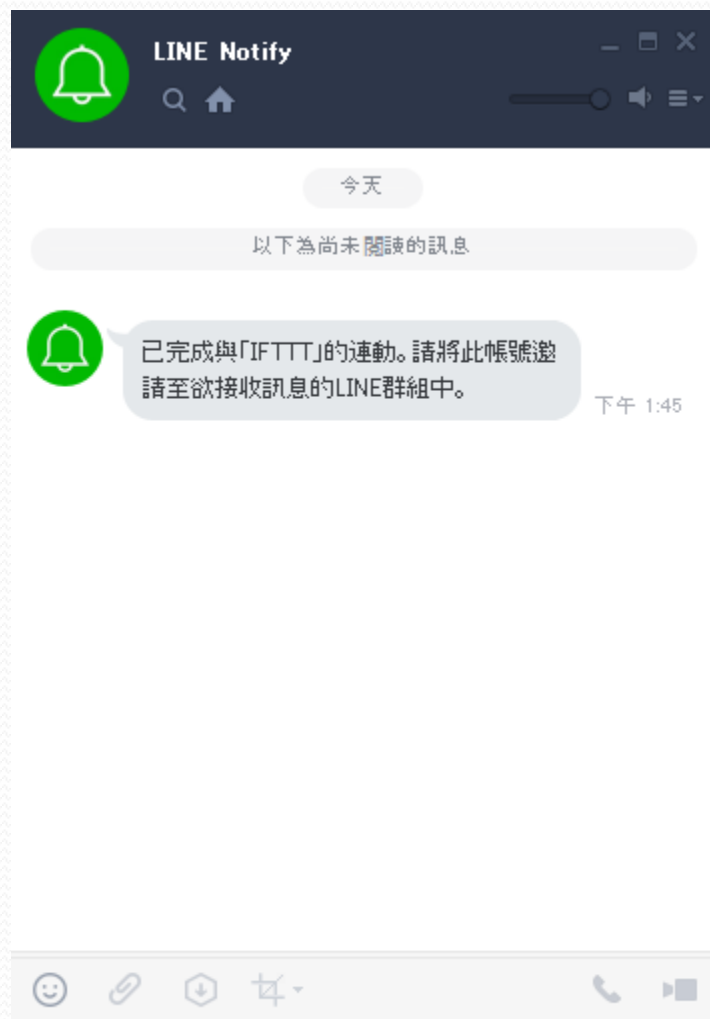 LINE Notify
今天
以下為尚未閱讀的訊息
已完成與「IFTTT」的連動。請將此帳號邀
請至欲接收訊息的LINE群組中。
下午 1:45